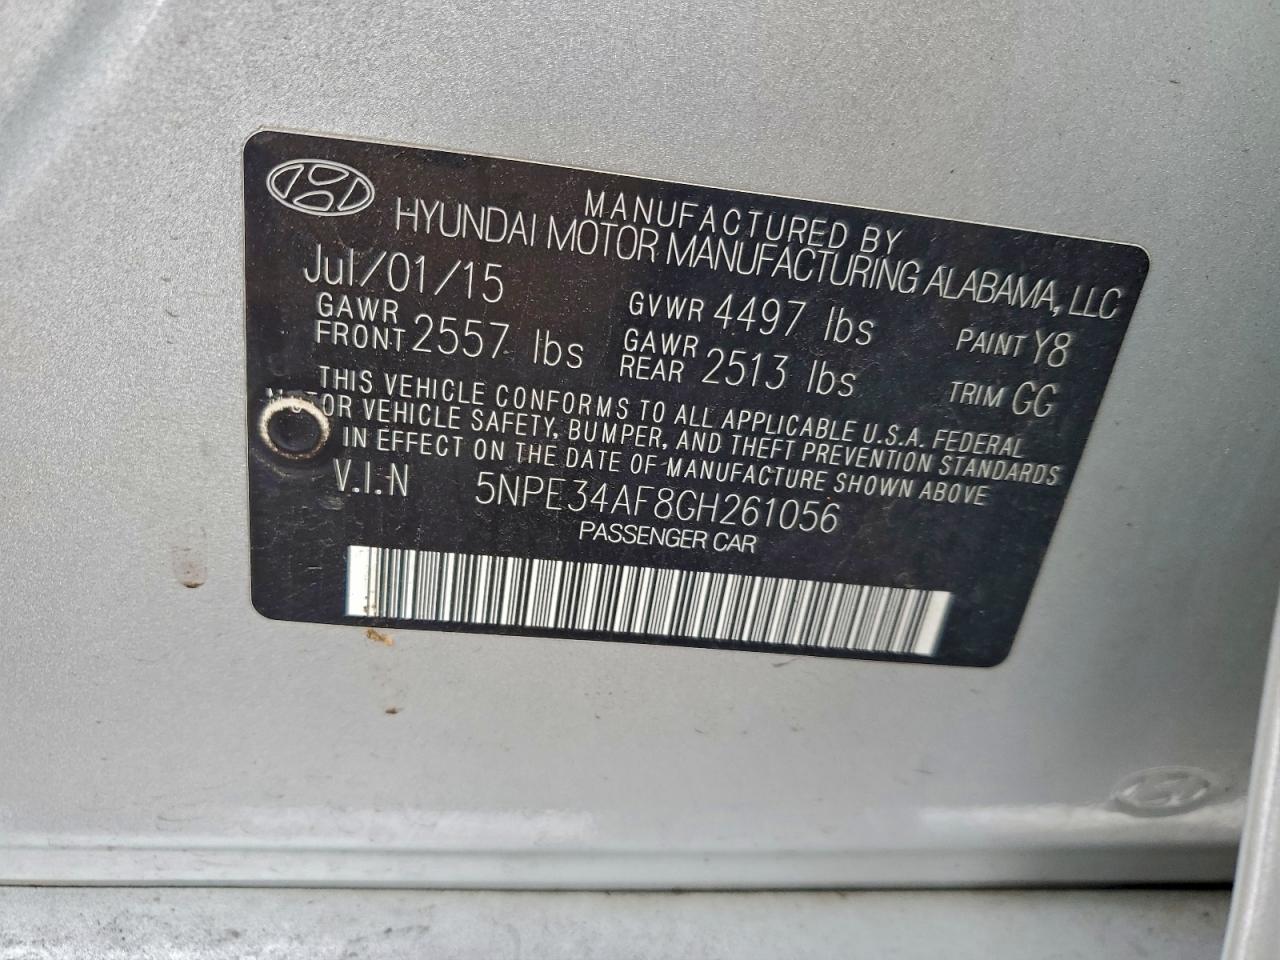 MANUFACTURED BY
HYUNDAI MOTOR MANUFACTURING ALABAMA, LLC
Jul/01/15
GAWR FRONT 2557 lbs
GVWR 4497 lbs
GAWR REAR 2513 lbs
PAINT Y8
TRIM GG
THIS VEHICLE CONFORMS TO ALL APPLICABLE U.S.A. FEDERAL
MOTOR VEHICLE SAFETY, BUMPER, AND THEFT PREVENTION STANDARDS
IN EFFECT ON THE DATE OF MANUFACTURE SHOWN ABOVE
V.I.N 5NPE34AF8GH261056
PASSENGER CAR